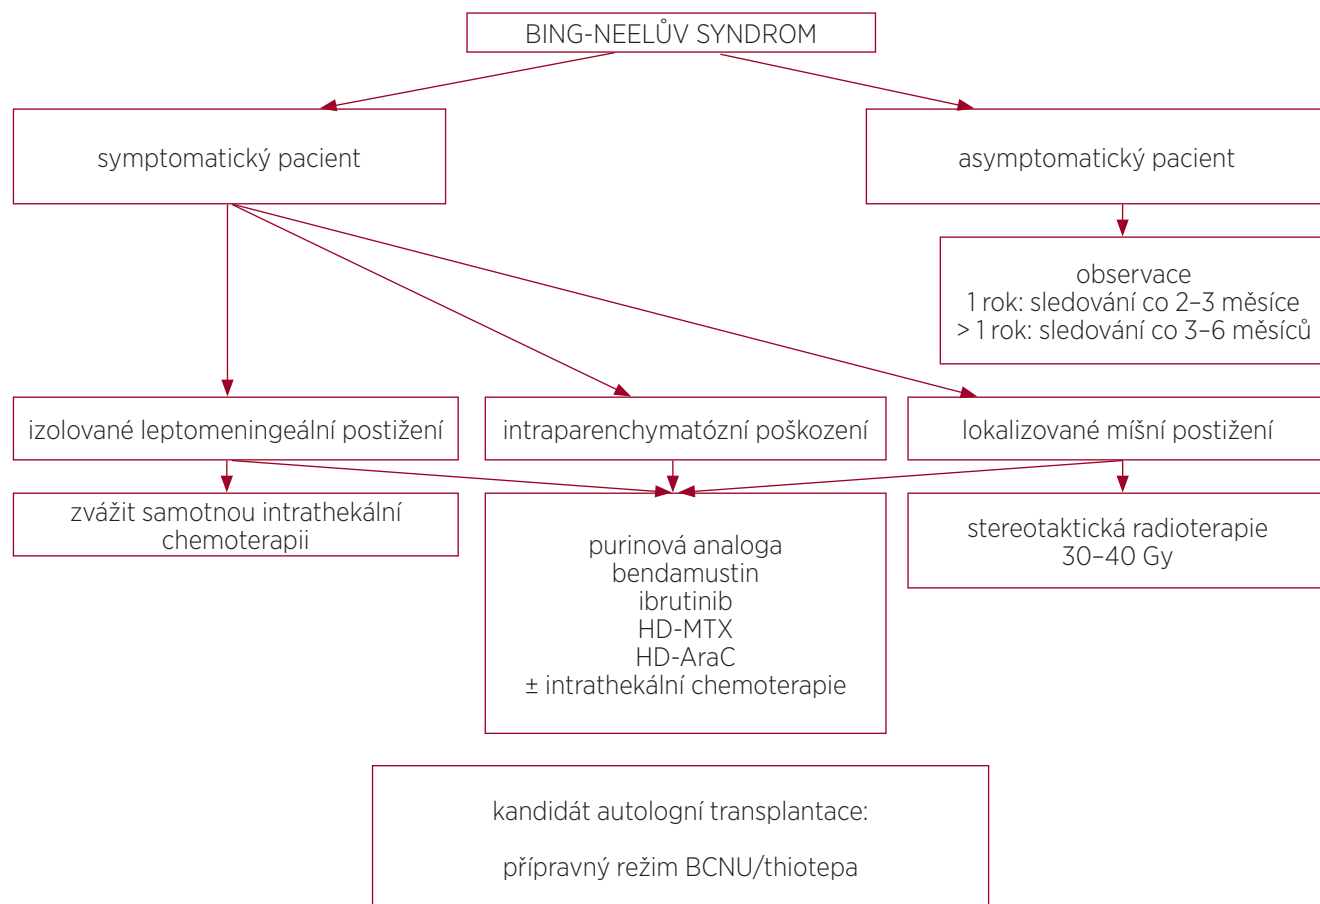 BING-NEELŮV SYNDROM
symptomatický pacient
asymptomatický pacient
observace
1 rok: sledování co 2–3 měsíce
> 1 rok: sledování co 3–6 měsíců
izolované leptomeningeální postižení
intraparenchymatózní poškození
lokalizované míšní postižení
zvážit samotnou intrathekální
chemoterapii
purinová analoga
bendamustin
ibrutinib
HD-MTX
HD-AraC
± intrathekální chemoterapie
stereotaktická radioterapie
30–40 Gy
kandidát autologní transplantace:
přípravný režim BCNU/thiotepa